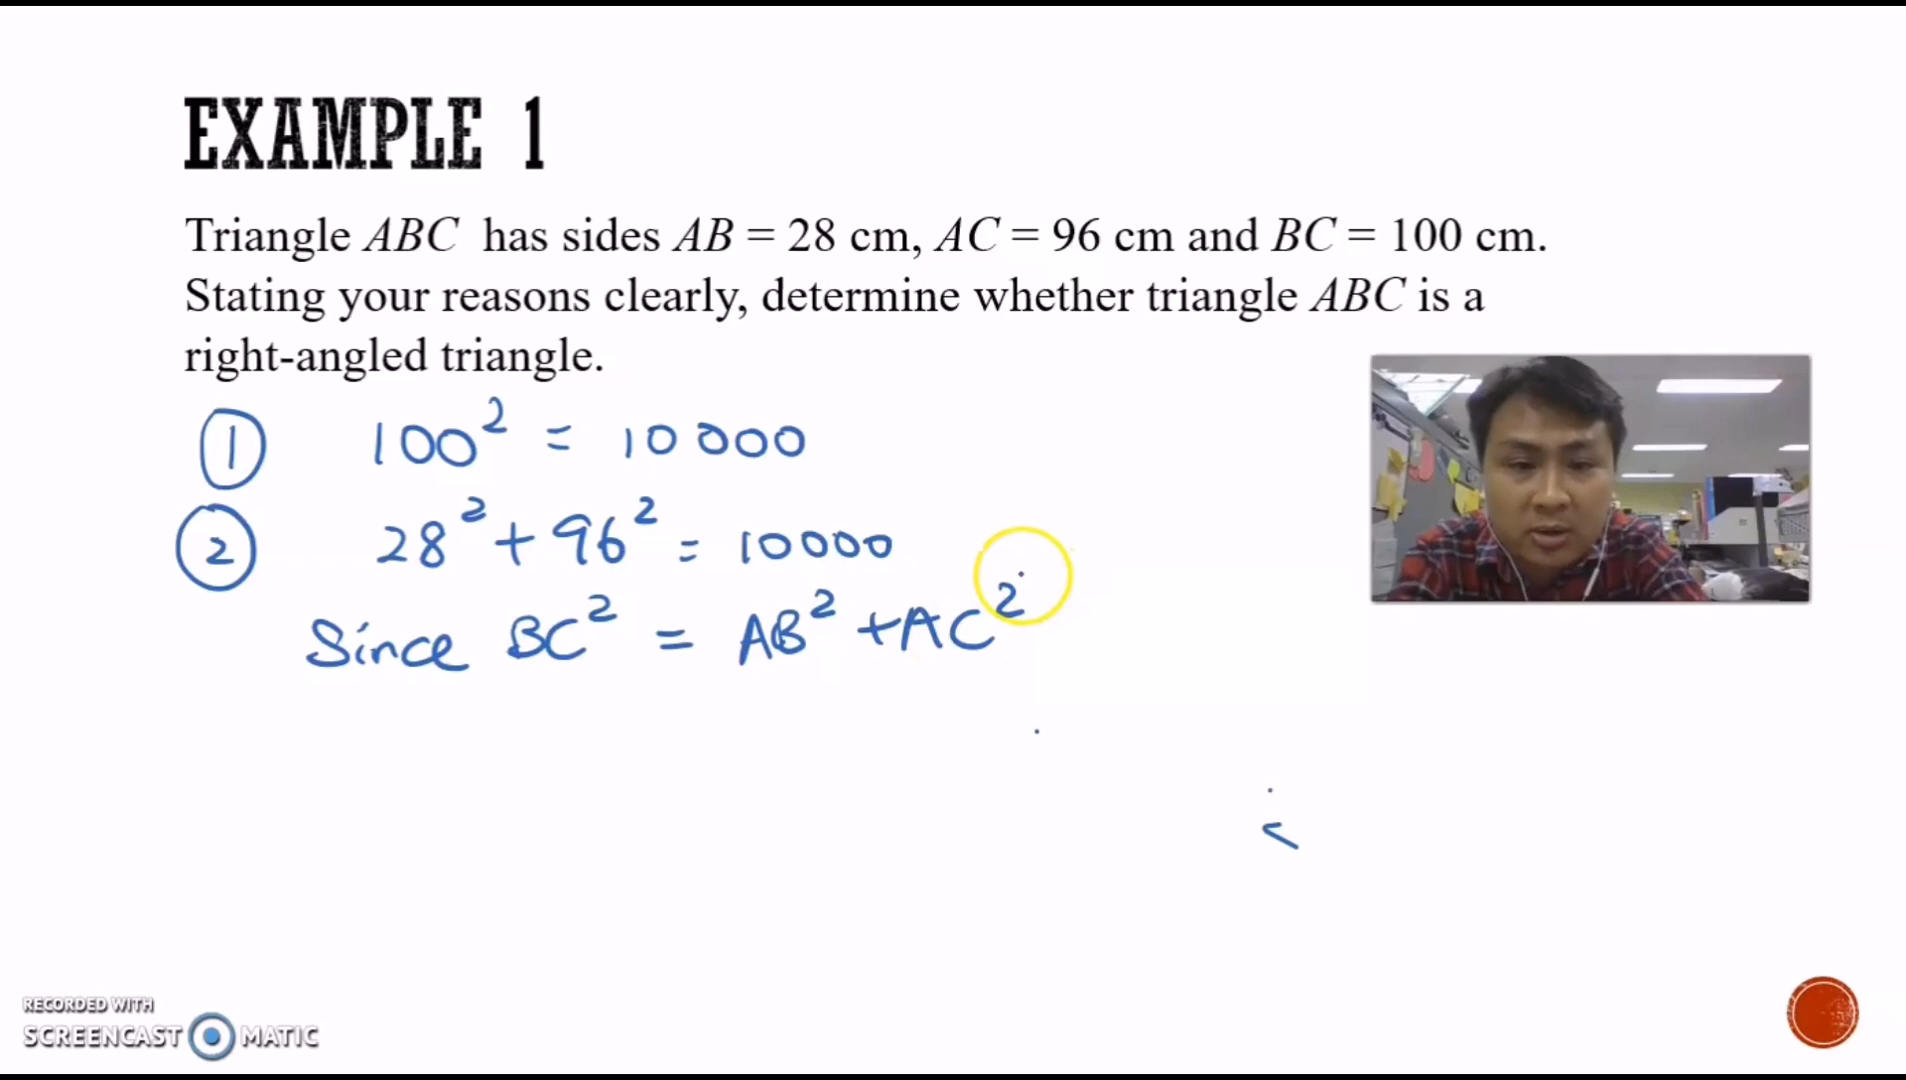 EXAMPLE 1
Triangle ABC has sides AB = 28 cm, AC = 96 cm and BC = 100 cm.
Stating your reasons clearly, determine whether triangle ABC is a
right-angled triangle.
① 100² = 10000
② 28² + 96² = 10000
Since BC² = AB² + AC²
RECORDED WITH
SCREENCAST MATIC